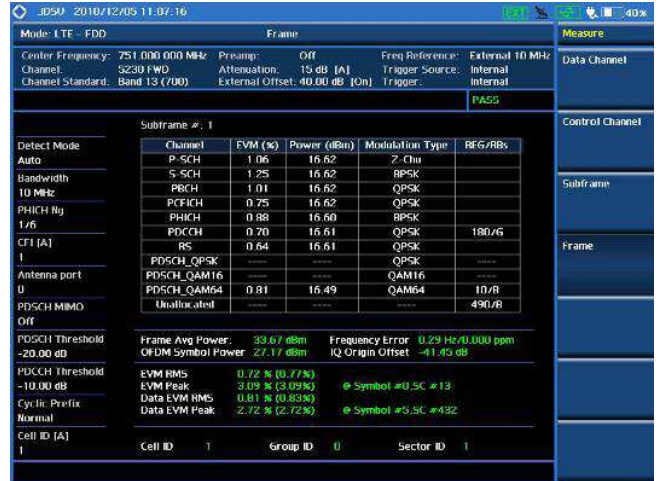 JDSU 2010/12/05 11:07:16 EXT 40%
Mode: LTE - FDD Frame Measure
Center Frequency: 751.000 000 MHz Preamp: Off Freq Reference: External 10 MHz
Channel: 5230 FWD Attenuation: 15 dB [A] Trigger Source: Internal
Channel Standard: Band 13 (700) External Offset: 40.00 dB [On] Trigger: Internal
PASS
Data Channel
Control Channel
Subframe
Frame
Detect Mode
Auto
Bandwidth
10 MHz
PHICH Ng
1/6
CFI [A]
1
Antenna port
0
PDSCH MIMO
Off
PDSCH Threshold
-20.00 dB
PDCCH Threshold
-10.00 dB
Cyclic Prefix
Normal
Cell ID [A]
1
Subframe #: 1
Channel EVM (%) Power (dBm) Modulation Type REG/RBs
P-SCH 1.06 16.62 Z-Chu
S-SCH 1.25 16.62 BPSK
PBCH 1.01 16.62 QPSK
PCFICH 0.75 16.62 QPSK
PHICH 0.88 16.60 BPSK
PDCCH 0.70 16.61 QPSK 180/6
RS 0.64 16.61 QPSK
PDSCH_QPSK ---- ---- QPSK ----
PDSCH_QAM16 ---- ---- QAM16 ----
PDSCH_QAM64 0.81 16.49 QAM64 10/8
Unallocated ---- ---- ---- 490/8
Frame Avg Power: 33.67 dBm Frequency Error 0.29 Hz/0.000 ppm
OFDM Symbol Power 27.17 dBm IQ Origin Offset -41.45 dB
EVM RMS 0.72 % (0.77%)
EVM Peak 3.09 % (3.09%) @ Symbol #0,SC #13
Data EVM RMS 0.81 % (0.83%)
Data EVM Peak 2.72 % (2.72%) @ Symbol #5,SC #432
Cell ID 1 Group ID 0 Sector ID 1